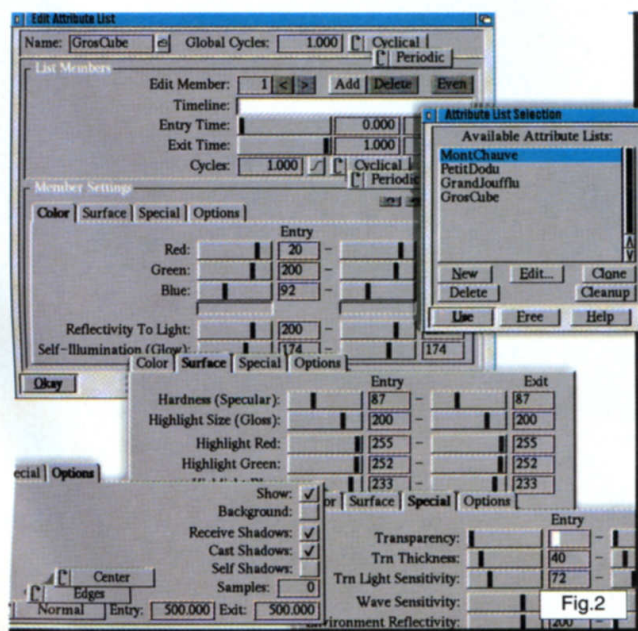 Edit Attribute List
Name: GrosCube Global Cycles: 1.000 Cyclical
Periodic
List Members
Edit Member: 1 < > Add Delete Even
Timeline:
Entry Time: 0.000
Exit Time: 1.000
Cycles: 1.000 Cyclical
Periodic
Member Settings
Color Surface Special Options
Entry
Red: 20 -
Green: 200 -
Blue: 92 -
Reflectivity To Light: 200 -
Self-Illumination (Glow): 174 - 174
Okay
Attribute List Selection
Available Attribute Lists:
MontChauve
PetitDodu
GrandJoufflu
GrosCube
New Edit... Clone
Delete Cleanup
Use Free Help
Color Surface Special Options
Entry Exit
Hardness (Specular): 87 - 87
Highlight Size (Gloss): 200 - 200
Highlight Red: 255 - 255
Highlight Green: 252 - 252
233 - 233
ecial Options
Show:
Background:
Receive Shadows:
Cast Shadows:
Self Shadows:
Samples: 0
Center
Edges
Normal Entry: 500.000 Exit: 500.000
or Surface Special Options
Entry
Transparency:
Trn Thickness: 40 -
Trn Light Sensitivity: 72 -
Wave Sensitivity:
Environment Reflectivity: 200 -
Fig.2